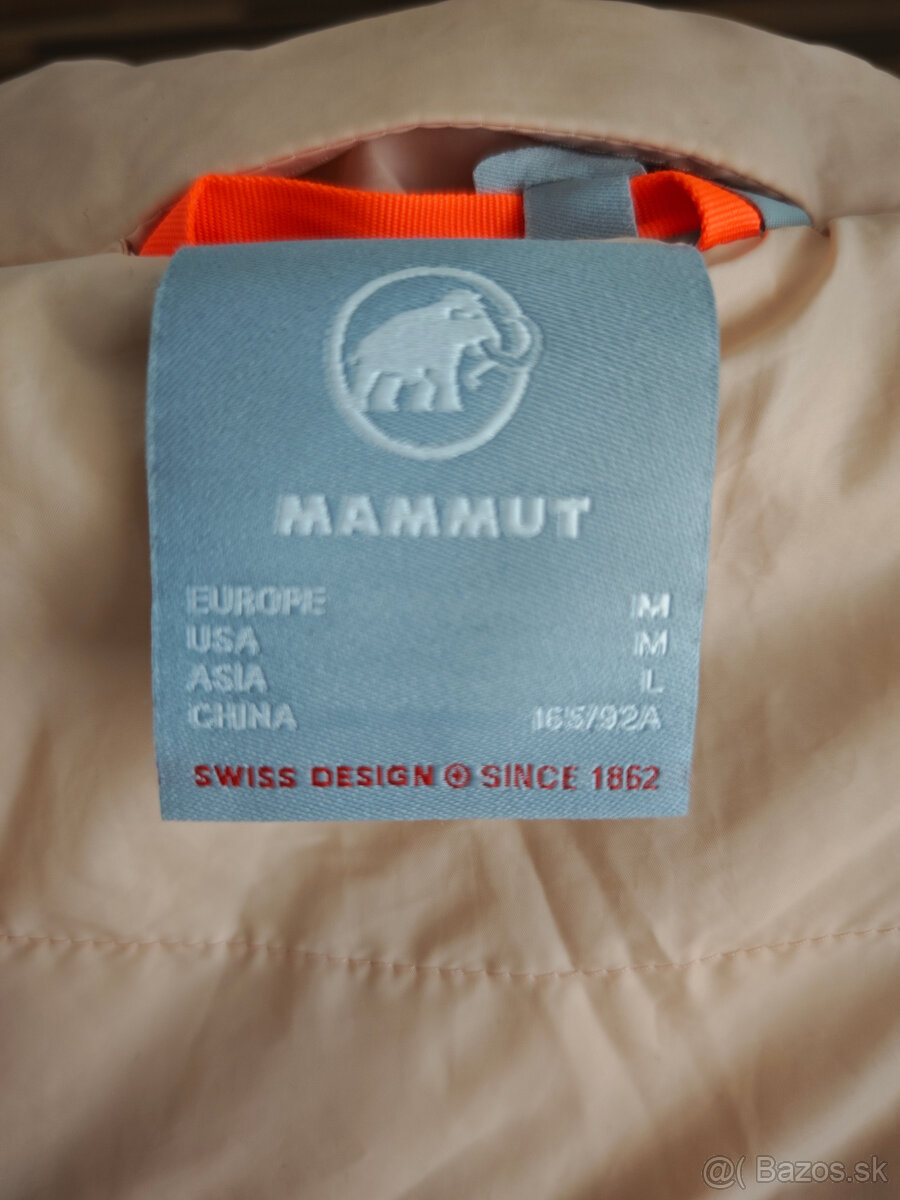 MAMMUT
EUROPE M
USA M
ASIA L
CHINA 165/92A
SWISS DESIGN ⊕ SINCE 1862
@( Bazos.sk